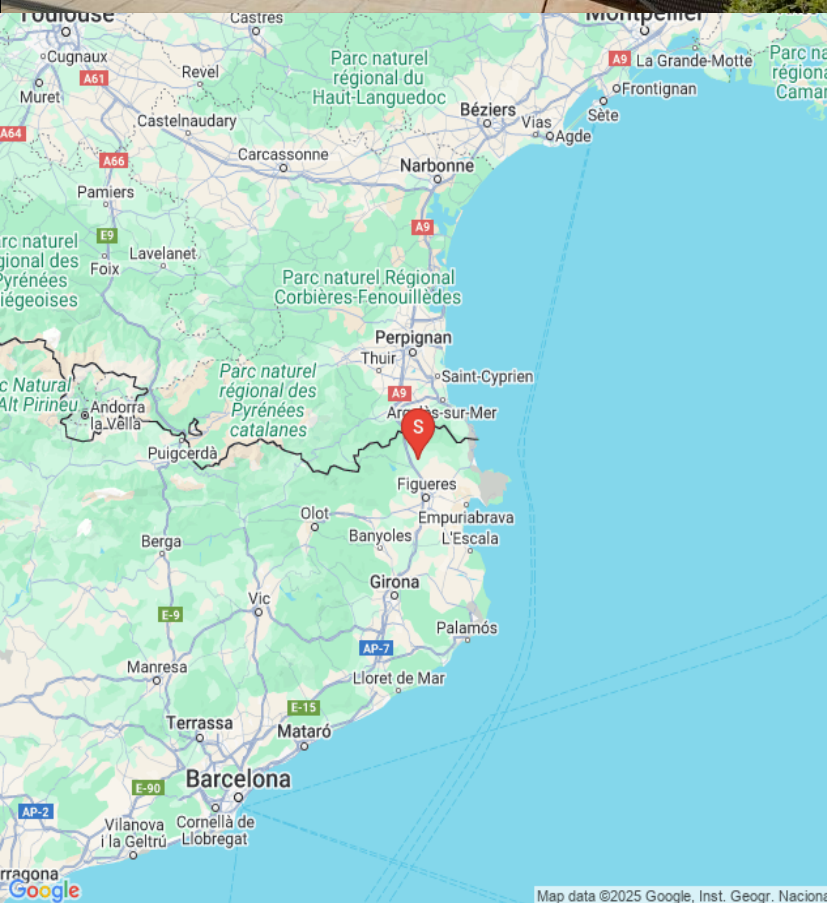 Toulouse
Castres
Montpellier
Cugnaux
A61
Revel
Parc naturel
régional du
Haut-Languedoc
A9
La Grande-Motte
Parc na
régiona
Camar
Muret
Frontignan
Béziers
Vias
Agde
Sète
A64
Castelnaudary
A66
Carcassonne
Narbonne
Pamiers
A9
E9
Lavelanet
Foix
rc naturel
gional des
Pyrénées
iégeoises
Parc naturel Régional
Corbières-Fenouillèdes
Perpignan
Thuir
Saint-Cyprien
Parc naturel
régional des
Pyrénées
catalanes
A9
Argelès-sur-Mer
c Natural
Alt Pirineu
Andorra
la Vella
S
Puigcerdà
Figueres
Olot
Empuriabrava
Banyoles
L'Escala
Berga
Girona
Vic
E-9
Palamós
AP-7
Manresa
Lloret de Mar
E-15
Terrassa
Mataró
Barcelona
E-90
AP-2
Vilanova
i la Geltrú
Cornellà de
Llobregat
rragona
Google
Map data ©2025 Google, Inst. Geogr. Naciona